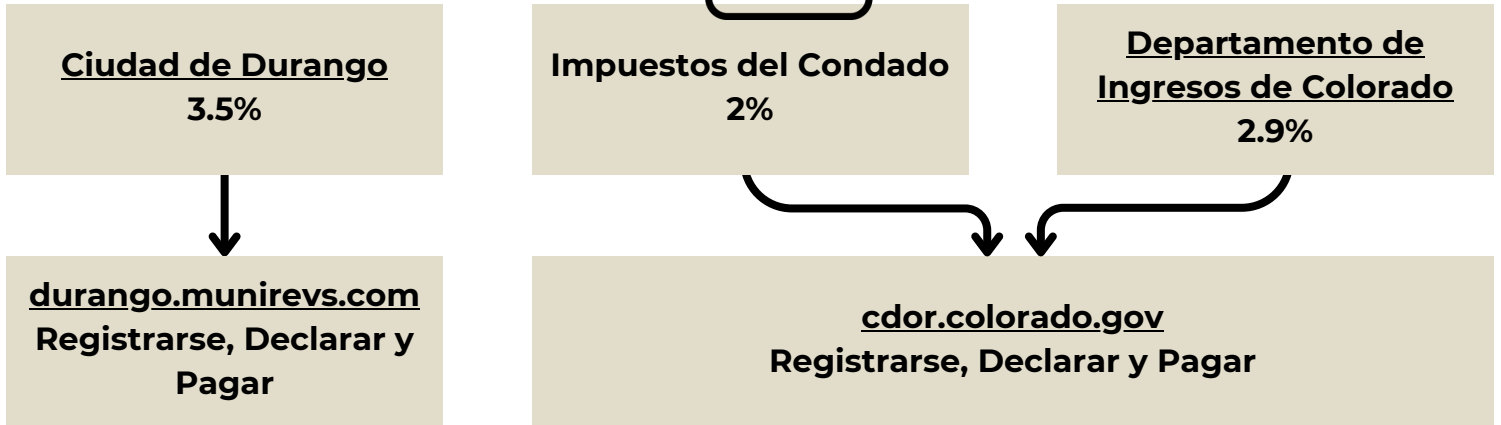 Ciudad de Durango
3.5%
Impuestos del Condado
2%
Departamento de
Ingresos de Colorado
2.9%
durango.munirevs.com
Registrarse, Declarar y
Pagar
cdor.colorado.gov
Registrarse, Declarar y Pagar